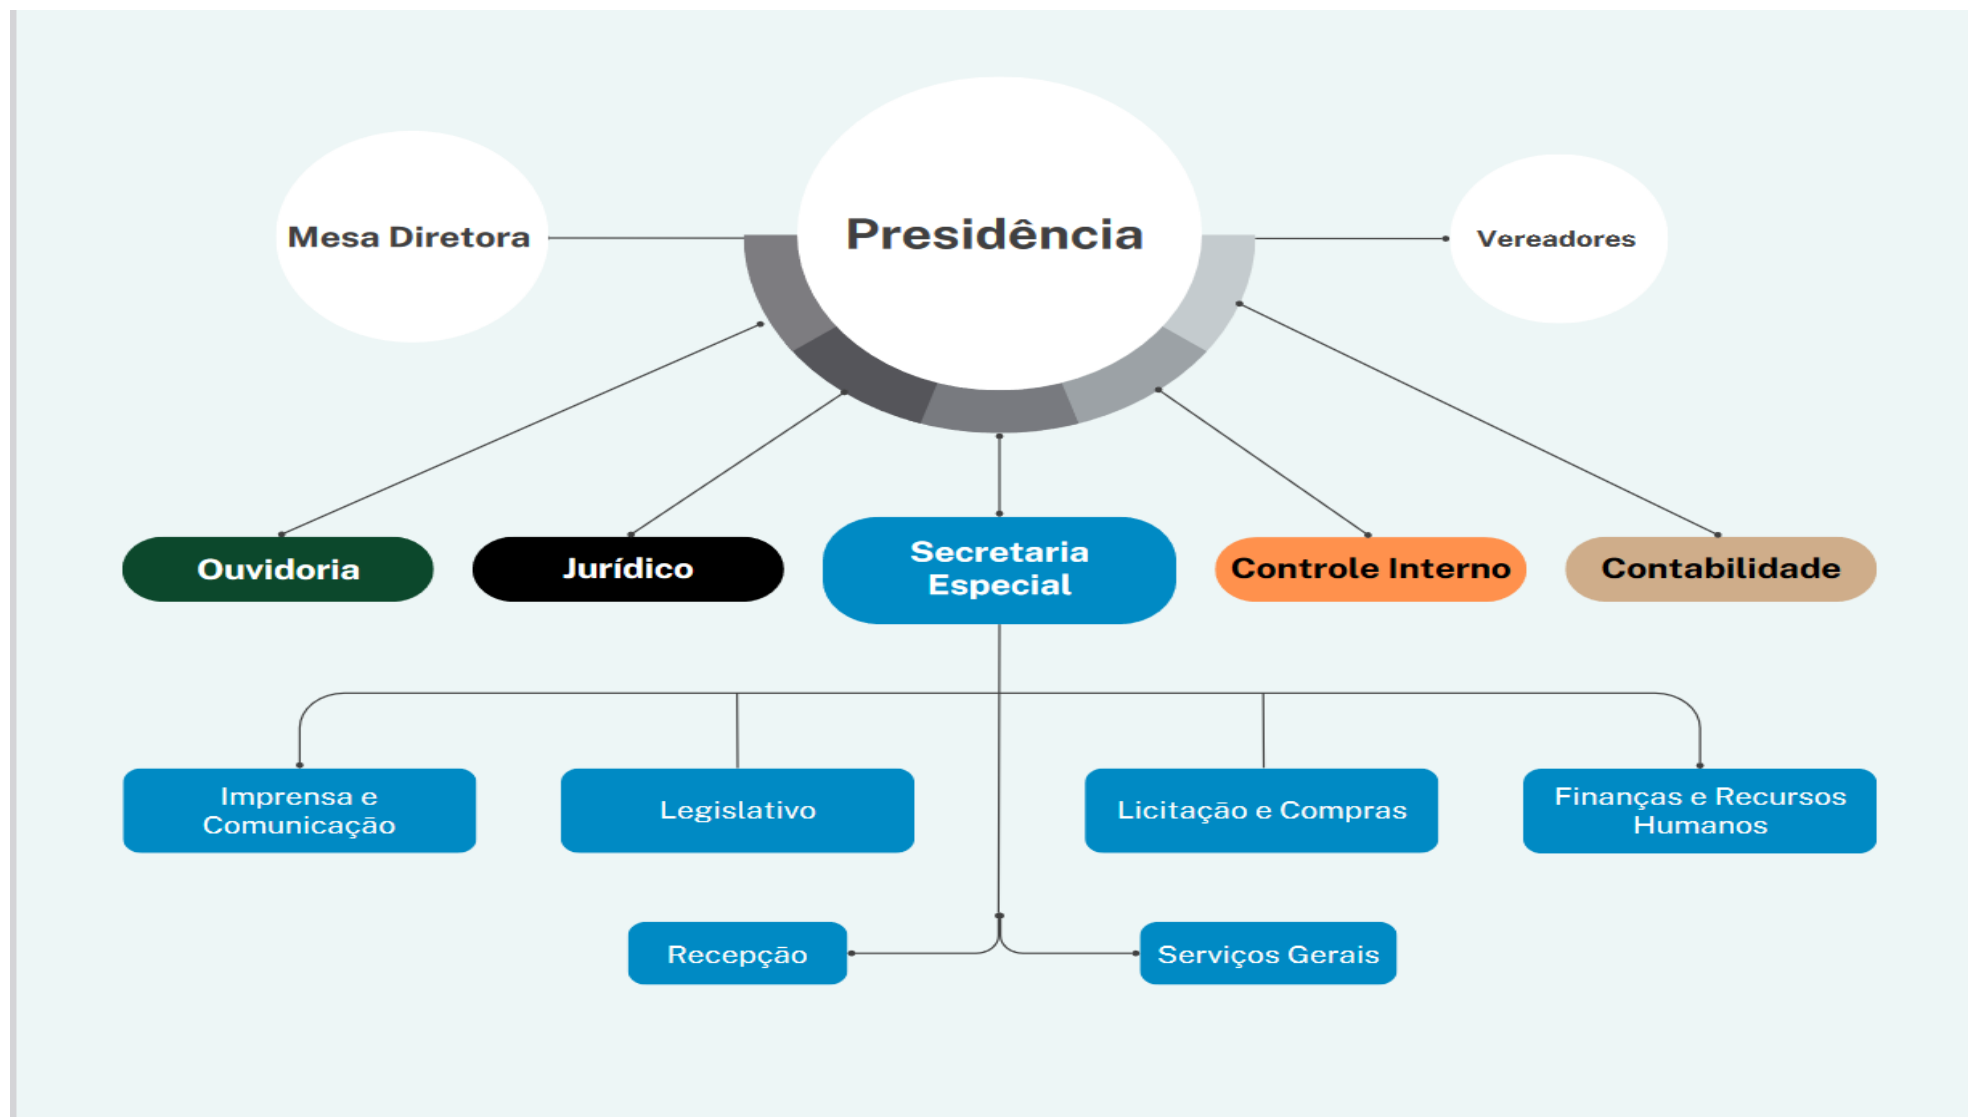 Mesa Diretora
Presidência
Vereadores
Ouvidoria
Jurídico
Secretaria
Especial
Controle Interno
Contabilidade
Imprensa e
Comunicação
Legislativo
Licitação e Compras
Finanças e Recursos
Humanos
Recepção
Serviços Gerais